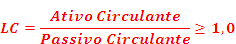 LC = Ativo Circulante / Passivo Circulante ≥ 1,0